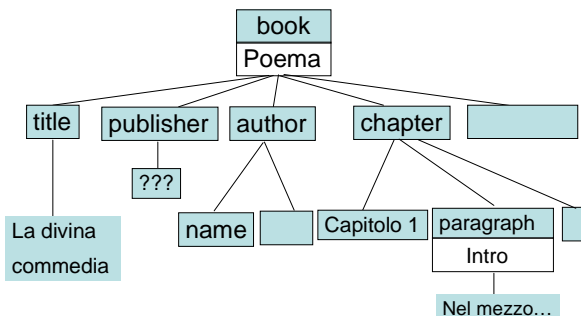 book
Poema
title
publisher
author
chapter
???
La divina
commedia
name
Capitolo 1
paragraph
Intro
Nel mezzo...